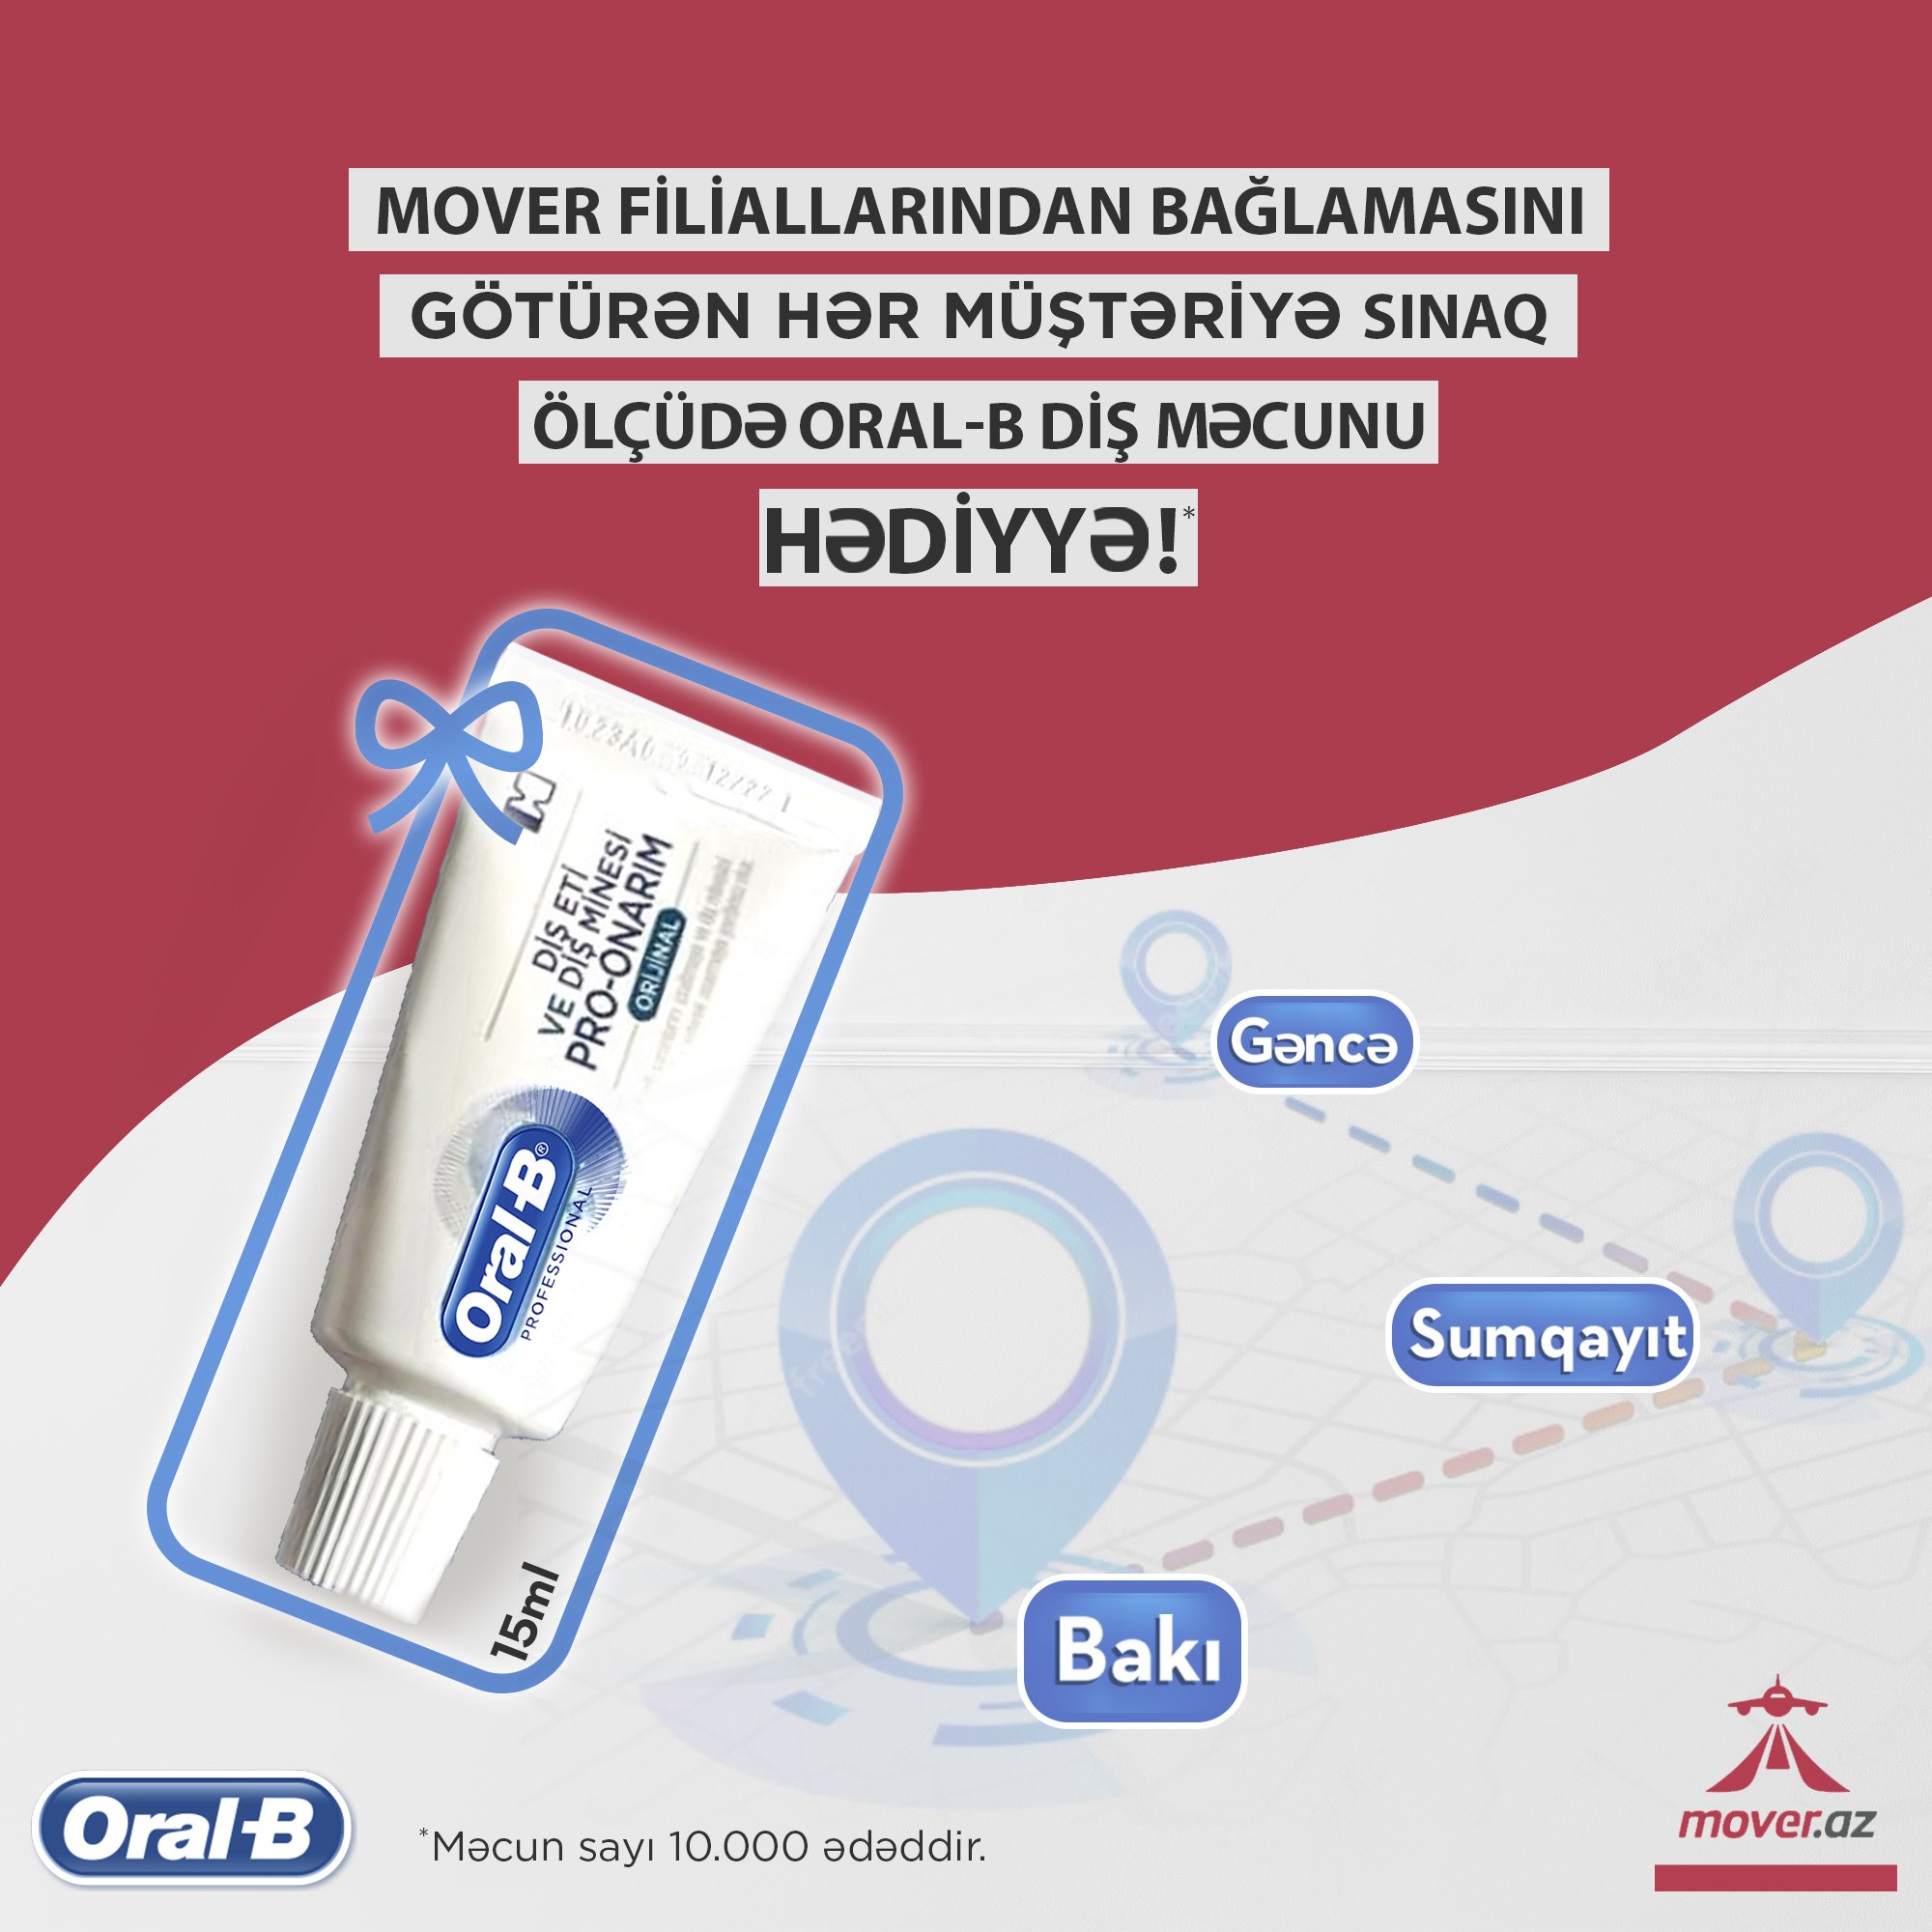 MOVER FİLİALLARINDAN BAĞLAMASINI
GÖTÜRƏN HƏR MÜŞTƏRİYƏ SINAQ
ÖLÇÜDƏ ORAL-B DİŞ MƏCUNU
HƏDİYYƏ!*
DİŞ ETİ
VE DİŞ MİNESİ
PRO-ONARIM
ORİJİNAL
Oral-B®
PROFESSIONAL
15ml
Gəncə
Sumqayıt
Bakı
Oral-B
*Məcun sayı 10.000 ədəddir.
mover.az